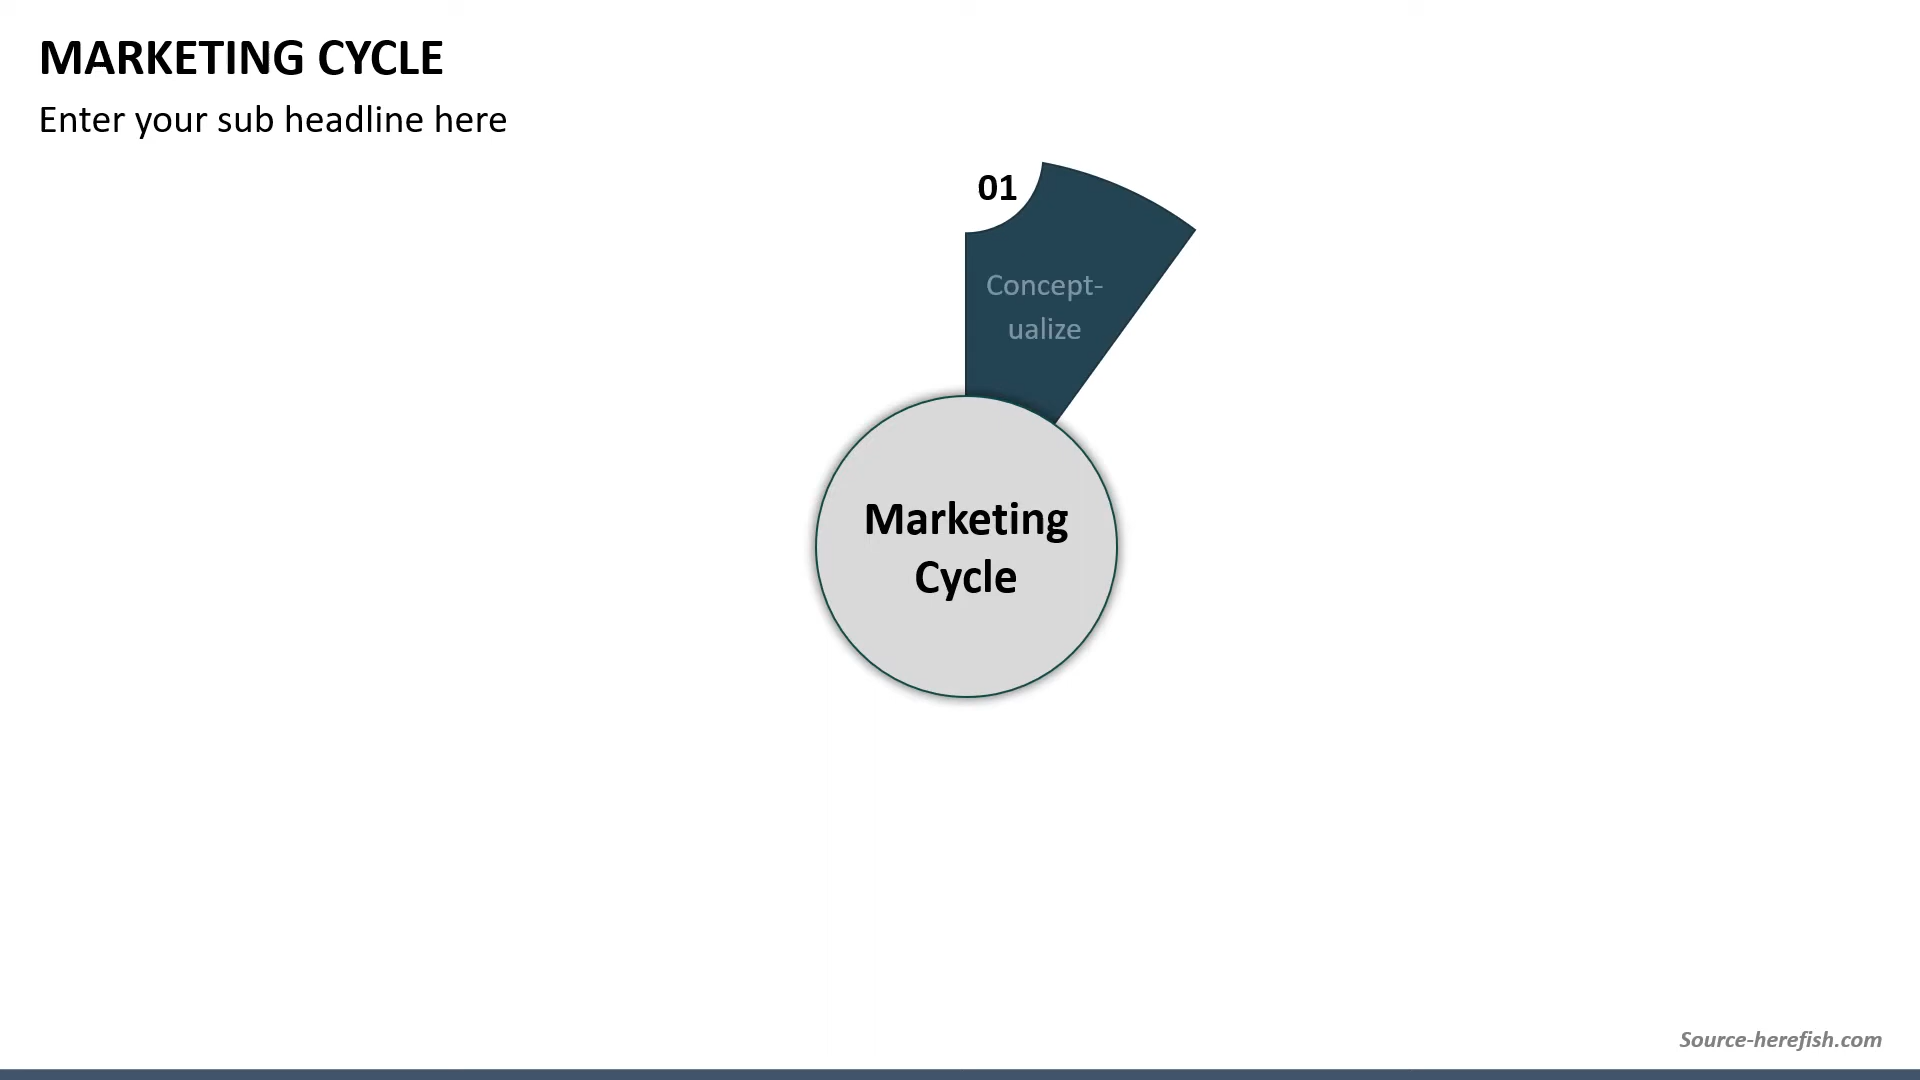 MARKETING CYCLE
Enter your sub headline here
01
Concept-
ualize
Marketing
Cycle
Source-herefish.com